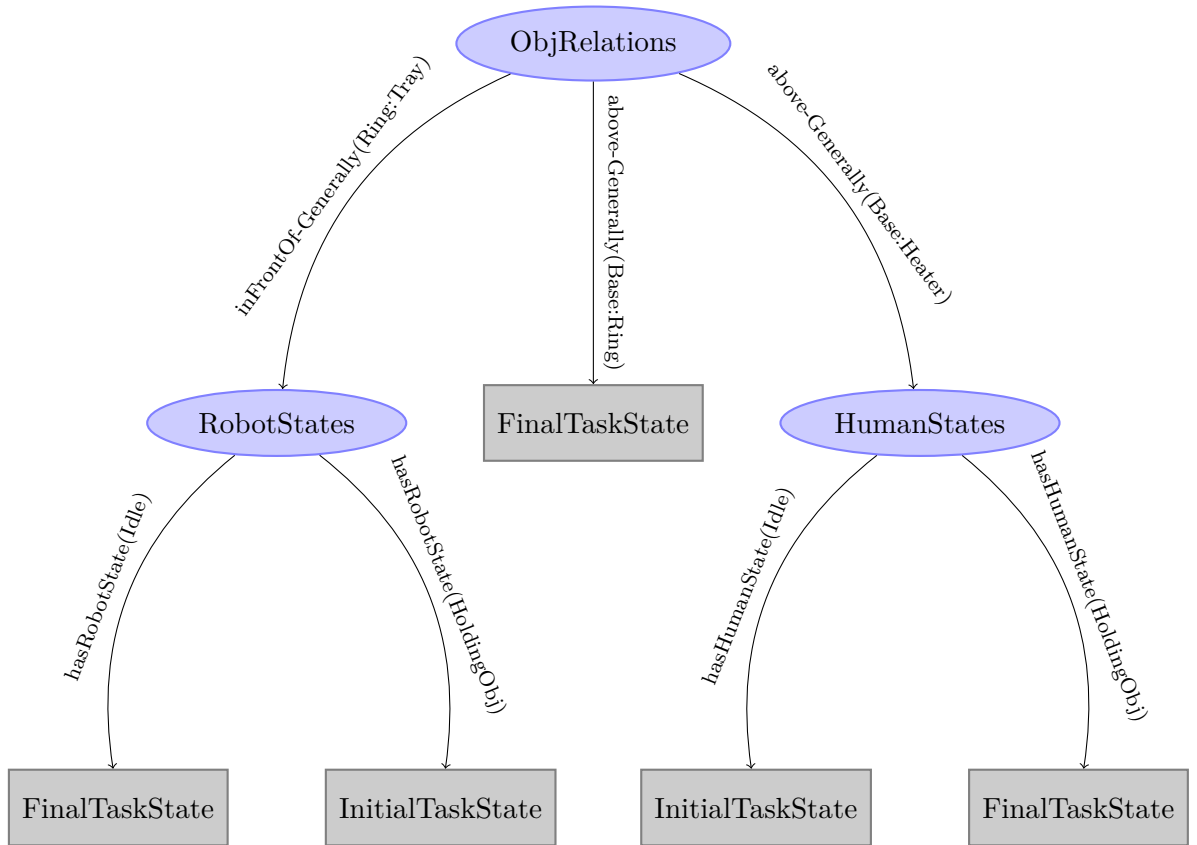 ObjRelations
inFrontOf-Generally(Ring:Tray)
above-Generally(Base:Ring)
above-Generally(Base:Heater)
RobotStates
FinalTaskState
HumanStates
hasRobotState(Idle)
hasRobotState(HoldingObj)
hasHumanState(Idle)
hasHumanState(HoldingObj)
FinalTaskState
InitialTaskState
InitialTaskState
FinalTaskState